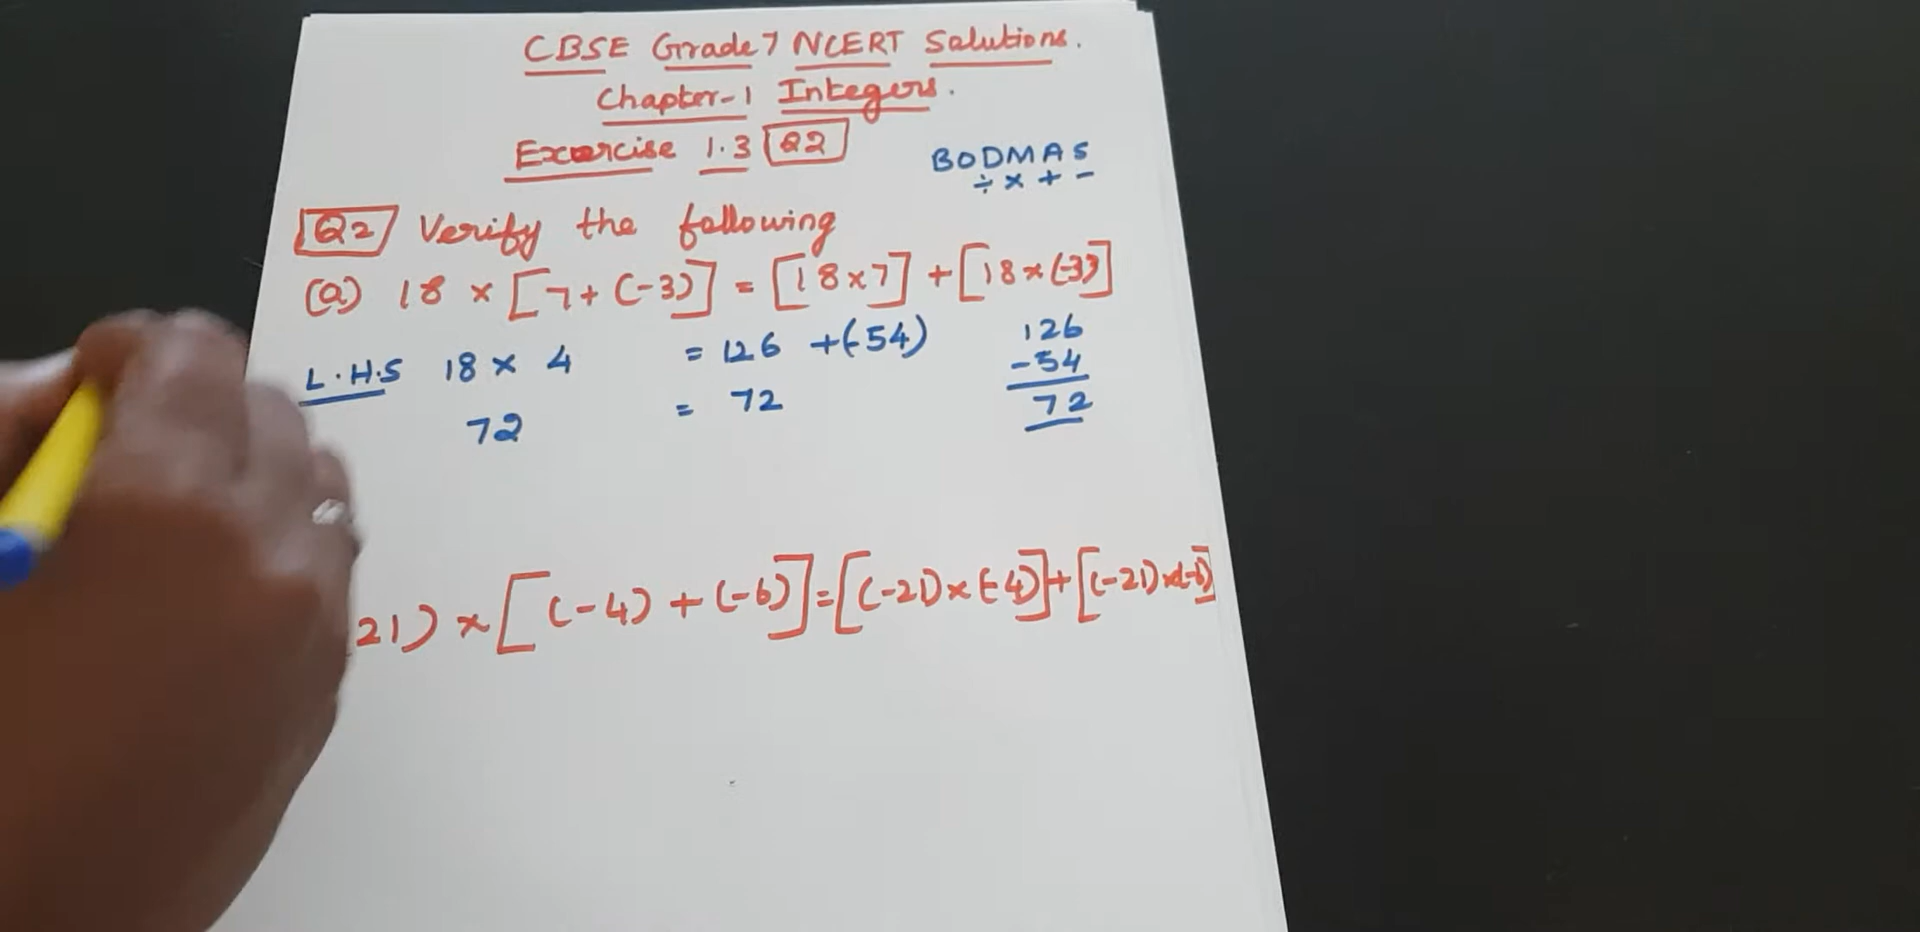 CBSE Grade 7 NCERT Solutions.
Chapter-1 Integers.
Exercise 1.3 Q2
BODMAS
÷ × + -
Q2 Verify the following
(a) 18 × [7 + (-3)] = [18 × 7] + [18 × (-3)]
L.H.S 18 × 4 = 126 + (-54)
72 = 72
126
-54
72
21) × [(-4) + (-6)] = [(-21) × (-4)] + [(-21) × (-6)]